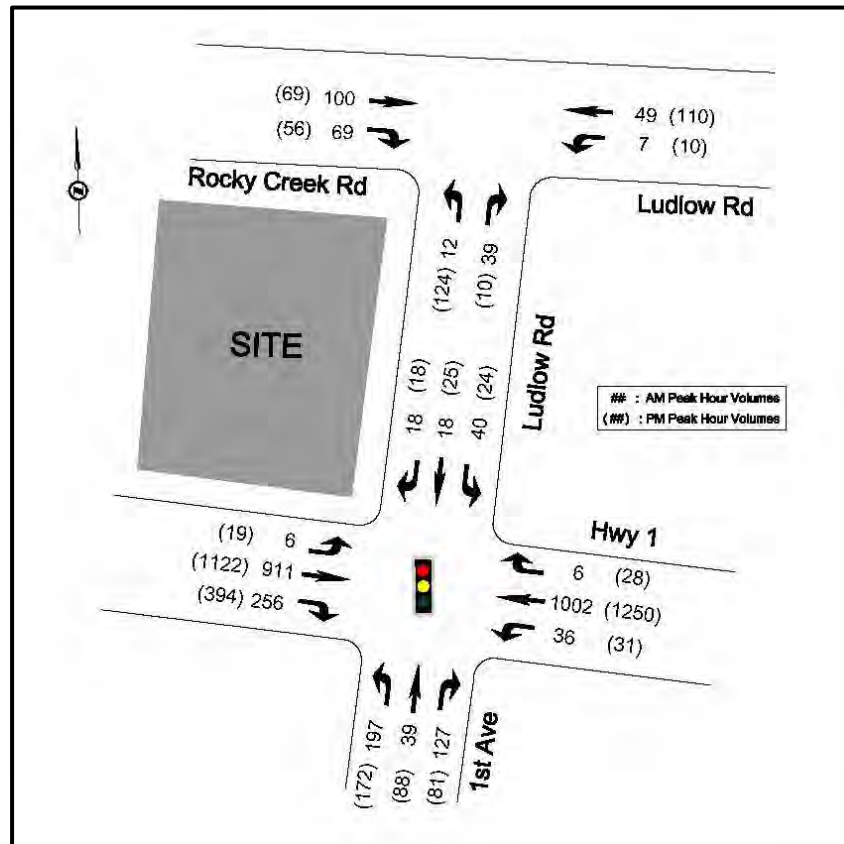 (69) 100
49 (110)
(56) 69
7 (10)
Rocky Creek Rd
Ludlow Rd
(124) 12
(10) 39
SITE
Ludlow Rd
## : AM Peak Hour Volumes
(##) : PM Peak Hour Volumes
18 (18)
18 (25)
40 (24)
Hwy 1
(19) 6
6 (28)
(1122) 911
1002 (1250)
(394) 256
36 (31)
(172) 197
(88) 39
(81) 127
1st Ave
N